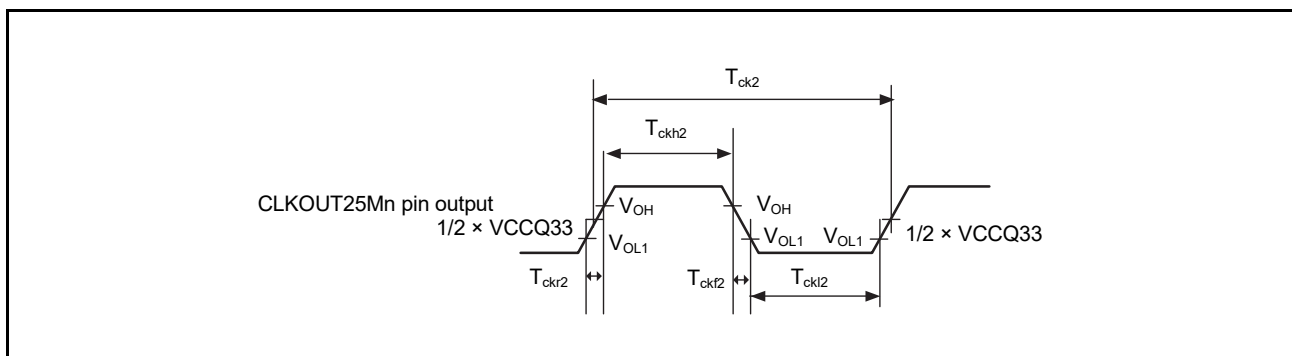 Tck2
Tckh2
CLKOUT25Mn pin output
VOH
VOH
1/2 × VCCQ33
VOL1
VOL1
VOL1
1/2 × VCCQ33
Tckr2
Tckf2
Tckl2